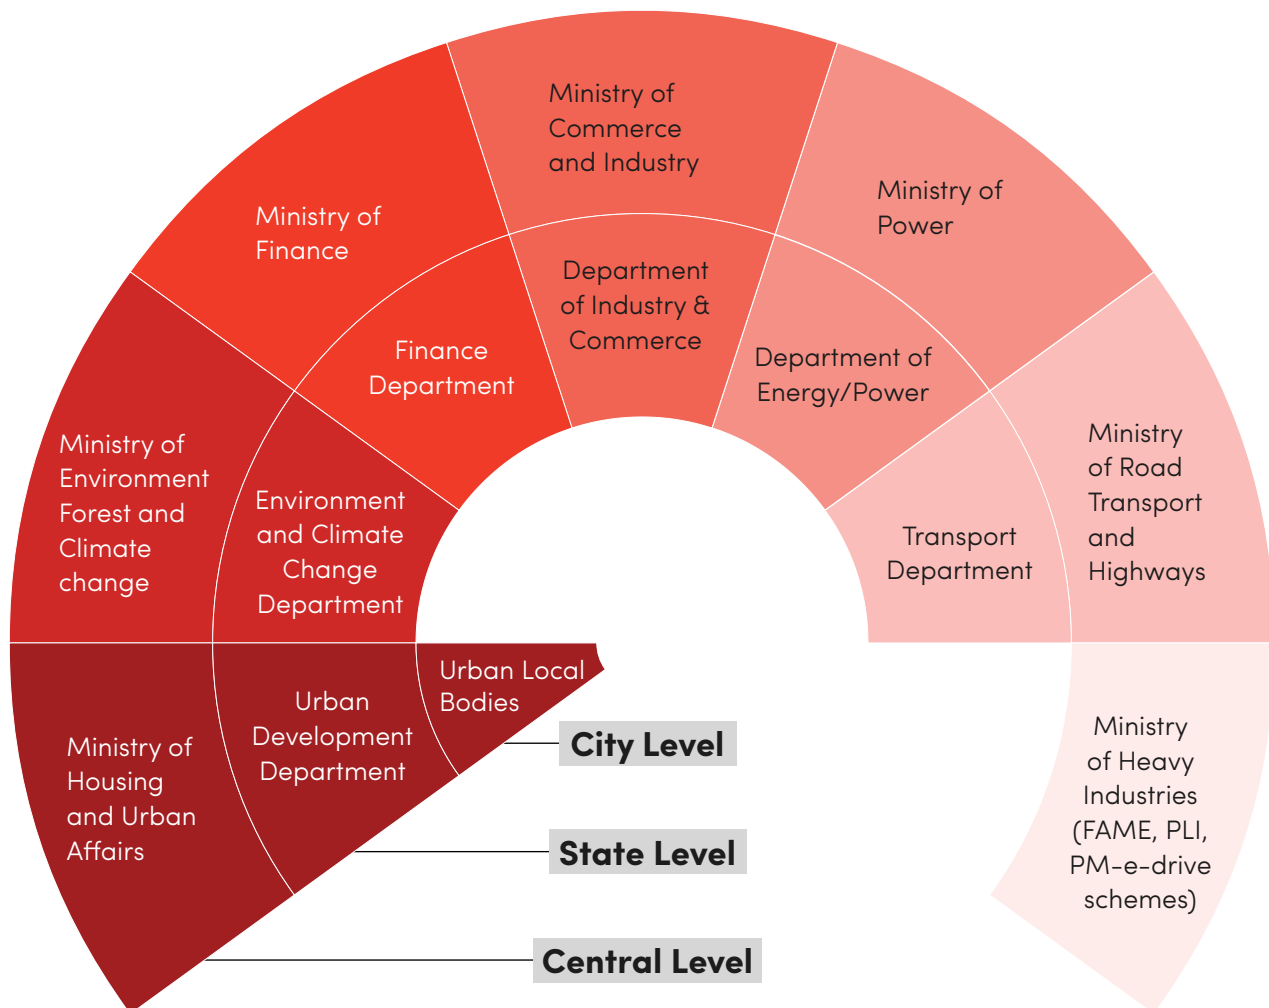 Ministry of
Commerce
and Industry
Ministry of
Finance
Ministry of
Power
Department
of Industry &
Commerce
Finance
Department
Department of
Energy/Power
Ministry of
Environment
Forest and
Climate
change
Environment
and Climate
Change
Department
Transport
Department
Ministry
of Road
Transport
and
Highways
Urban Local
Bodies
Urban
Development
Department
Ministry of
Housing
and Urban
Affairs
City Level
State Level
Central Level
Ministry
of Heavy
Industries
(FAME, PLI,
PM-e-drive
schemes)